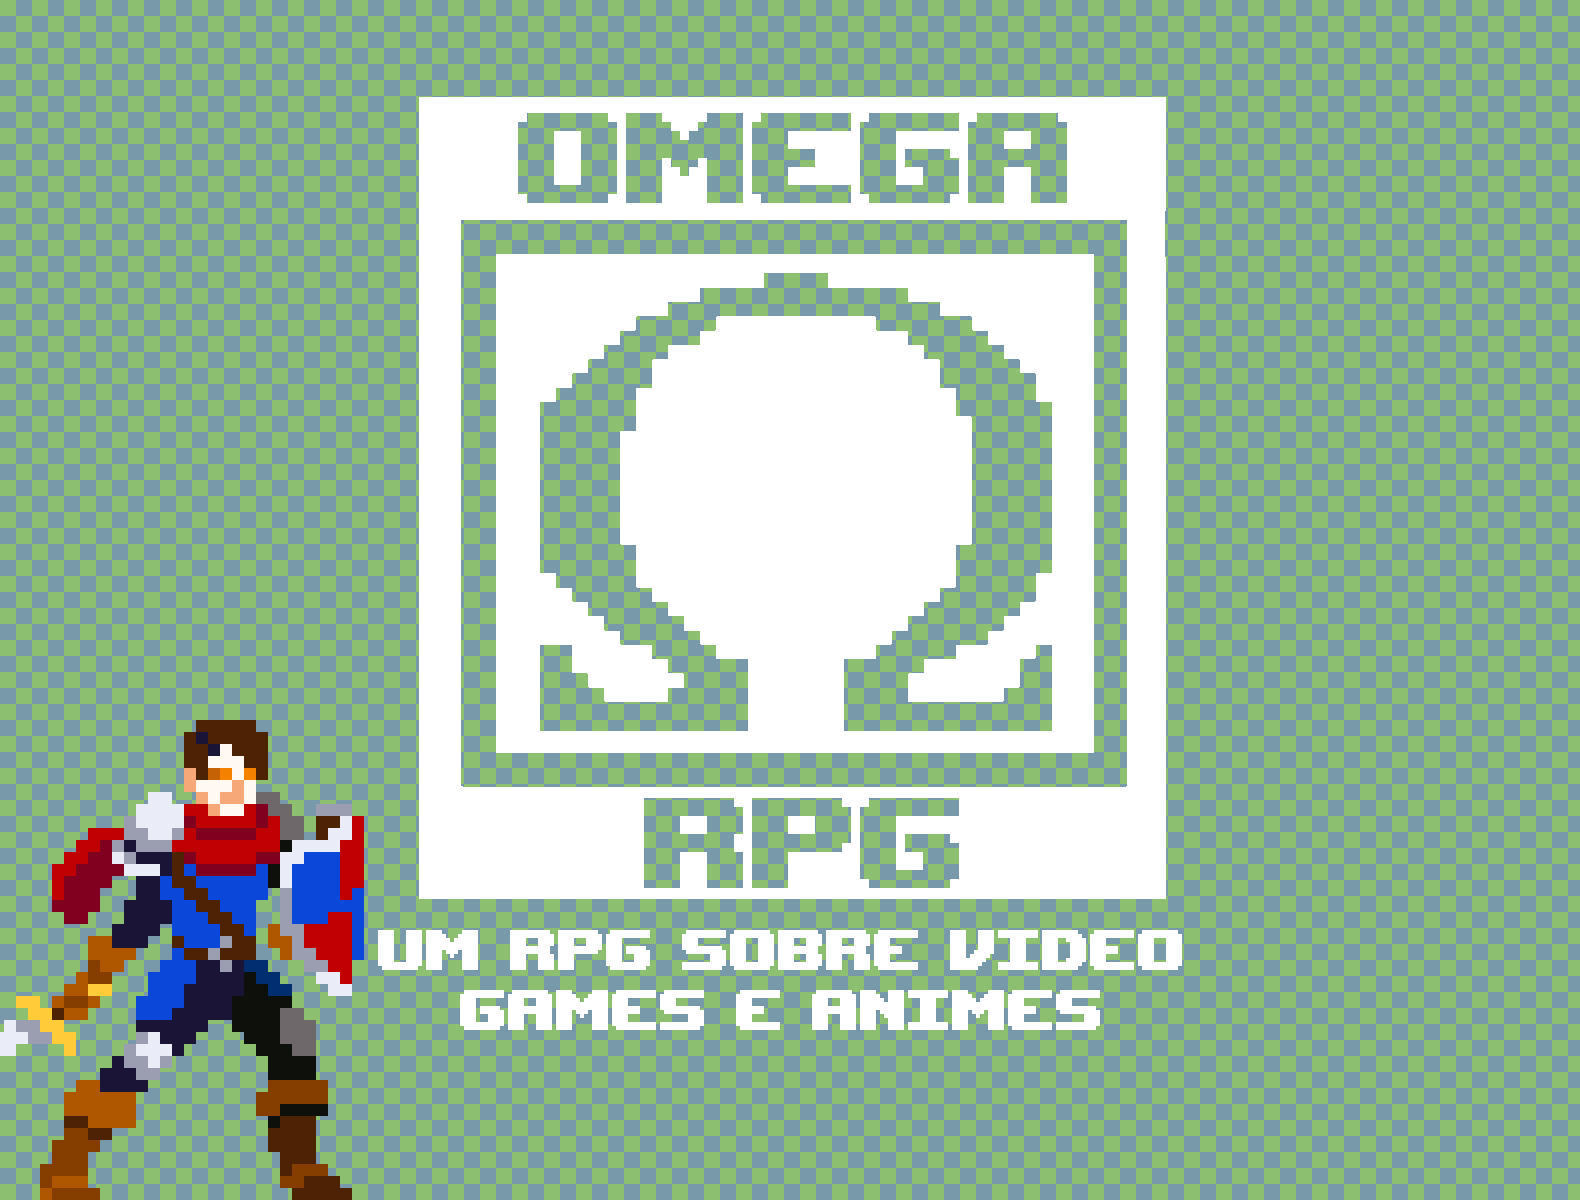 OMEGA
Ω
RPG
UM RPG SOBRE VIDEO
GAMES E ANIMES